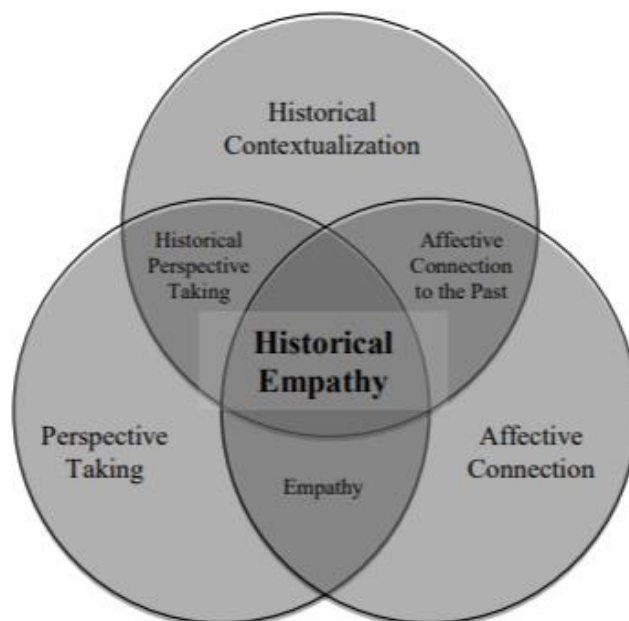 Historical
Contextualization
Historical
Perspective
Taking
Affective
Connection
to the Past
Historical
Empathy
Perspective
Taking
Affective
Connection
Empathy